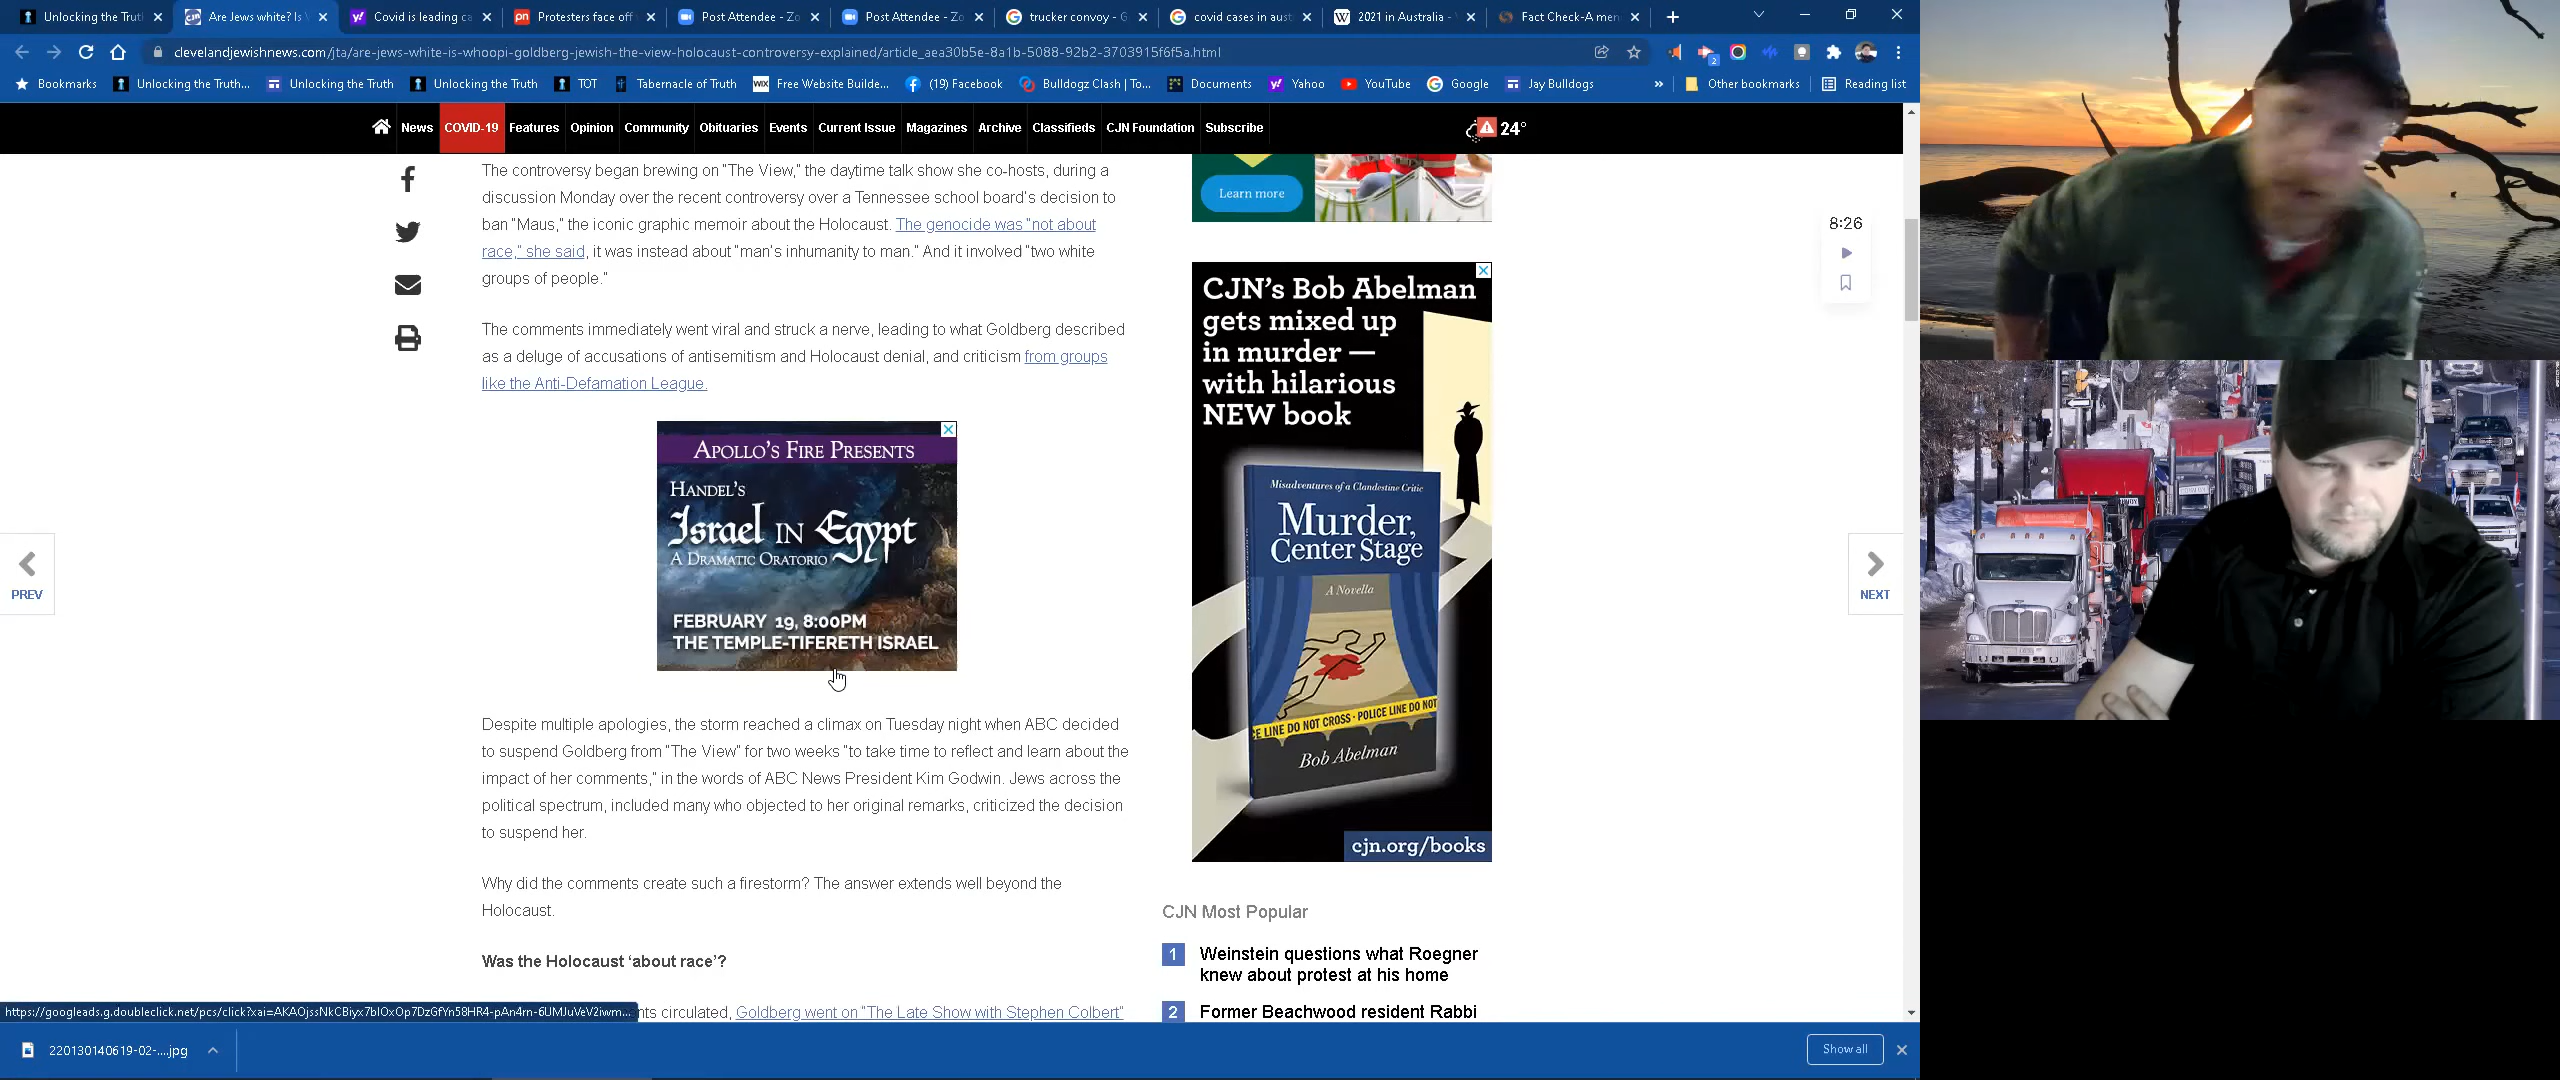 Unlocking the Trut
Are Jews white? Is
Covid is leading ca
Protesters face off
Post Attendee - Zo
Post Attendee - Zo
trucker convoy - G
covid cases in aust
2021 in Australia -
Fact Check-A men
clevelandjewishnews.com/jta/are-jews-white-is-whoopi-goldberg-jewish-the-view-holocaust-controversy-explained/article_aea30b5e-8a1b-5088-92b2-3703915f6f5a.html
Bookmarks
Unlocking the Truth...
Unlocking the Truth
Unlocking the Truth
TOT
Tabernacle of Truth
WIX Free Website Builde...
(19) Facebook
Bulldogz Clash | To...
Documents
Yahoo
YouTube
Google
Jay Bulldogs
»
Other bookmarks
Reading list
News
COVID-19
Features
Opinion
Community
Obituaries
Events
Current Issue
Magazines
Archive
Classifieds
CJN Foundation
Subscribe
24°
The controversy began brewing on "The View," the daytime talk show she co-hosts, during a
discussion Monday over the recent controversy over a Tennessee school board's decision to
ban "Maus," the iconic graphic memoir about the Holocaust. The genocide was "not about
race," she said, it was instead about "man's inhumanity to man." And it involved "two white
groups of people."
The comments immediately went viral and struck a nerve, leading to what Goldberg described
as a deluge of accusations of antisemitism and Holocaust denial, and criticism from groups
like the Anti-Defamation League.
APOLLO'S FIRE PRESENTS
HANDEL'S
Israel IN Egypt
A DRAMATIC ORATORIO
FEBRUARY 19, 8:00PM
THE TEMPLE-TIFERETH ISRAEL
Despite multiple apologies, the storm reached a climax on Tuesday night when ABC decided
to suspend Goldberg from "The View" for two weeks "to take time to reflect and learn about the
impact of her comments," in the words of ABC News President Kim Godwin. Jews across the
political spectrum, included many who objected to her original remarks, criticized the decision
to suspend her.
Why did the comments create such a firestorm? The answer extends well beyond the
Holocaust.
Was the Holocaust 'about race'?
nts circulated, Goldberg went on "The Late Show with Stephen Colbert"
PREV
NEXT
Learn more
8:26
CJN's Bob Abelman
gets mixed up
in murder —
with hilarious
NEW book
Misadventures of a Clandestine Critic
Murder,
Center Stage
A Novella
E LINE DO NOT CROSS · POLICE LINE DO NOT
Bob Abelman
cjn.org/books
CJN Most Popular
1 Weinstein questions what Roegner
knew about protest at his home
2 Former Beachwood resident Rabbi
220130140619-02-....jpg
Show all